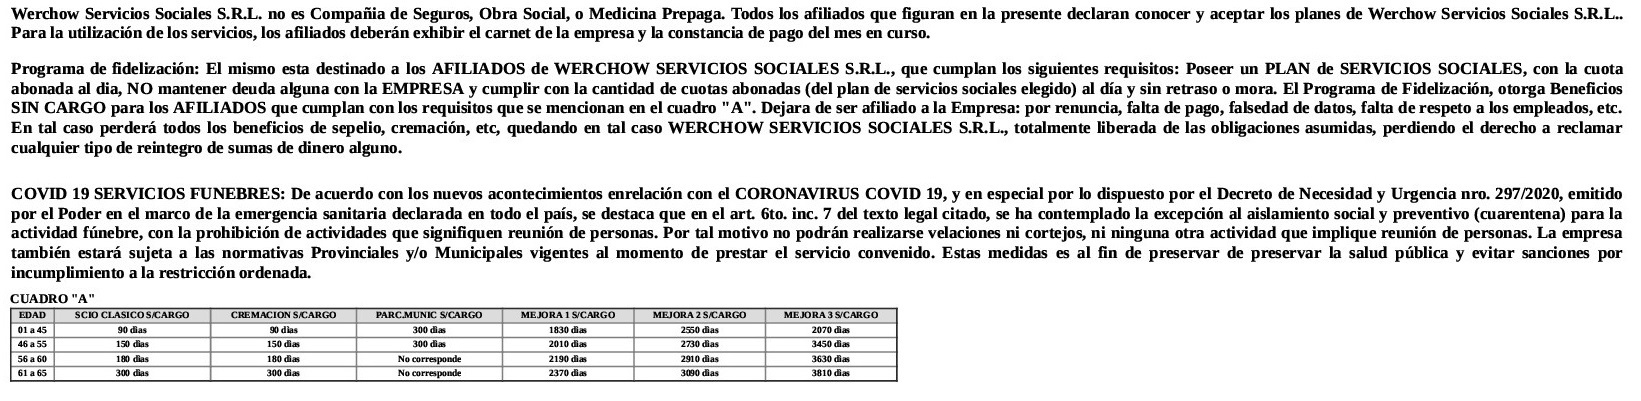 Werchow Servicios Sociales S.R.L. no es Compañia de Seguros, Obra Social, o Medicina Prepaga. Todos los afiliados que figuran en la presente declaran conocer y aceptar los planes de Werchow Servicios Sociales S.R.L..
Para la utilización de los servicios, los afiliados deberán exhibir el carnet de la empresa y la constancia de pago del mes en curso.
Programa de fidelización: El mismo esta destinado a los AFILIADOS de WERCHOW SERVICIOS SOCIALES S.R.L., que cumplan los siguientes requisitos: Poseer un PLAN de SERVICIOS SOCIALES, con la cuota
abonada al dia, NO mantener deuda alguna con la EMPRESA y cumplir con la cantidad de cuotas abonadas (del plan de servicios sociales elegido) al día y sin retraso o mora. El Programa de Fidelización, otorga Beneficios
SIN CARGO para los AFILIADOS que cumplan con los requisitos que se mencionan en el cuadro "A". Dejara de ser afiliado a la Empresa: por renuncia, falta de pago, falsedad de datos, falta de respeto a los empleados, etc.
En tal caso perderá todos los beneficios de sepelio, cremación, etc, quedando en tal caso WERCHOW SERVICIOS SOCIALES S.R.L., totalmente liberada de las obligaciones asumidas, perdiendo el derecho a reclamar
cualquier tipo de reintegro de sumas de dinero alguno.
COVID 19 SERVICIOS FUNEBRES: De acuerdo con los nuevos acontecimientos enrelación con el CORONAVIRUS COVID 19, y en especial por lo dispuesto por el Decreto de Necesidad y Urgencia nro. 297/2020, emitido
por el Poder en el marco de la emergencia sanitaria declarada en todo el país, se destaca que en el art. 6to. inc. 7 del texto legal citado, se ha contemplado la excepción al aislamiento social y preventivo (cuarentena) para la
actividad fúnebre, con la prohibición de actividades que signifiquen reunión de personas. Por tal motivo no podrán realizarse velaciones ni cortejos, ni ninguna otra actividad que implique reunión de personas. La empresa
también estará sujeta a las normativas Provinciales y/o Municipales vigentes al momento de prestar el servicio convenido. Estas medidas es al fin de preservar de preservar la salud pública y evitar sanciones por
incumplimiento a la restricción ordenada.
CUADRO "A"
EDAD SCIO CLASICO S/CARGO CREMACION S/CARGO PARC.MUNIC S/CARGO MEJORA 1 S/CARGO MEJORA 2 S/CARGO MEJORA 3 S/CARGO
01 a 45 90 dias 90 dias 300 dias 1830 dias 2550 dias 2070 dias
46 a 55 150 dias 150 dias 300 dias 2010 dias 2730 dias 3450 dias
56 a 60 180 dias 180 dias No corresponde 2190 dias 2910 dias 3630 dias
61 a 65 300 dias 300 dias No corresponde 2370 dias 3090 dias 3810 dias